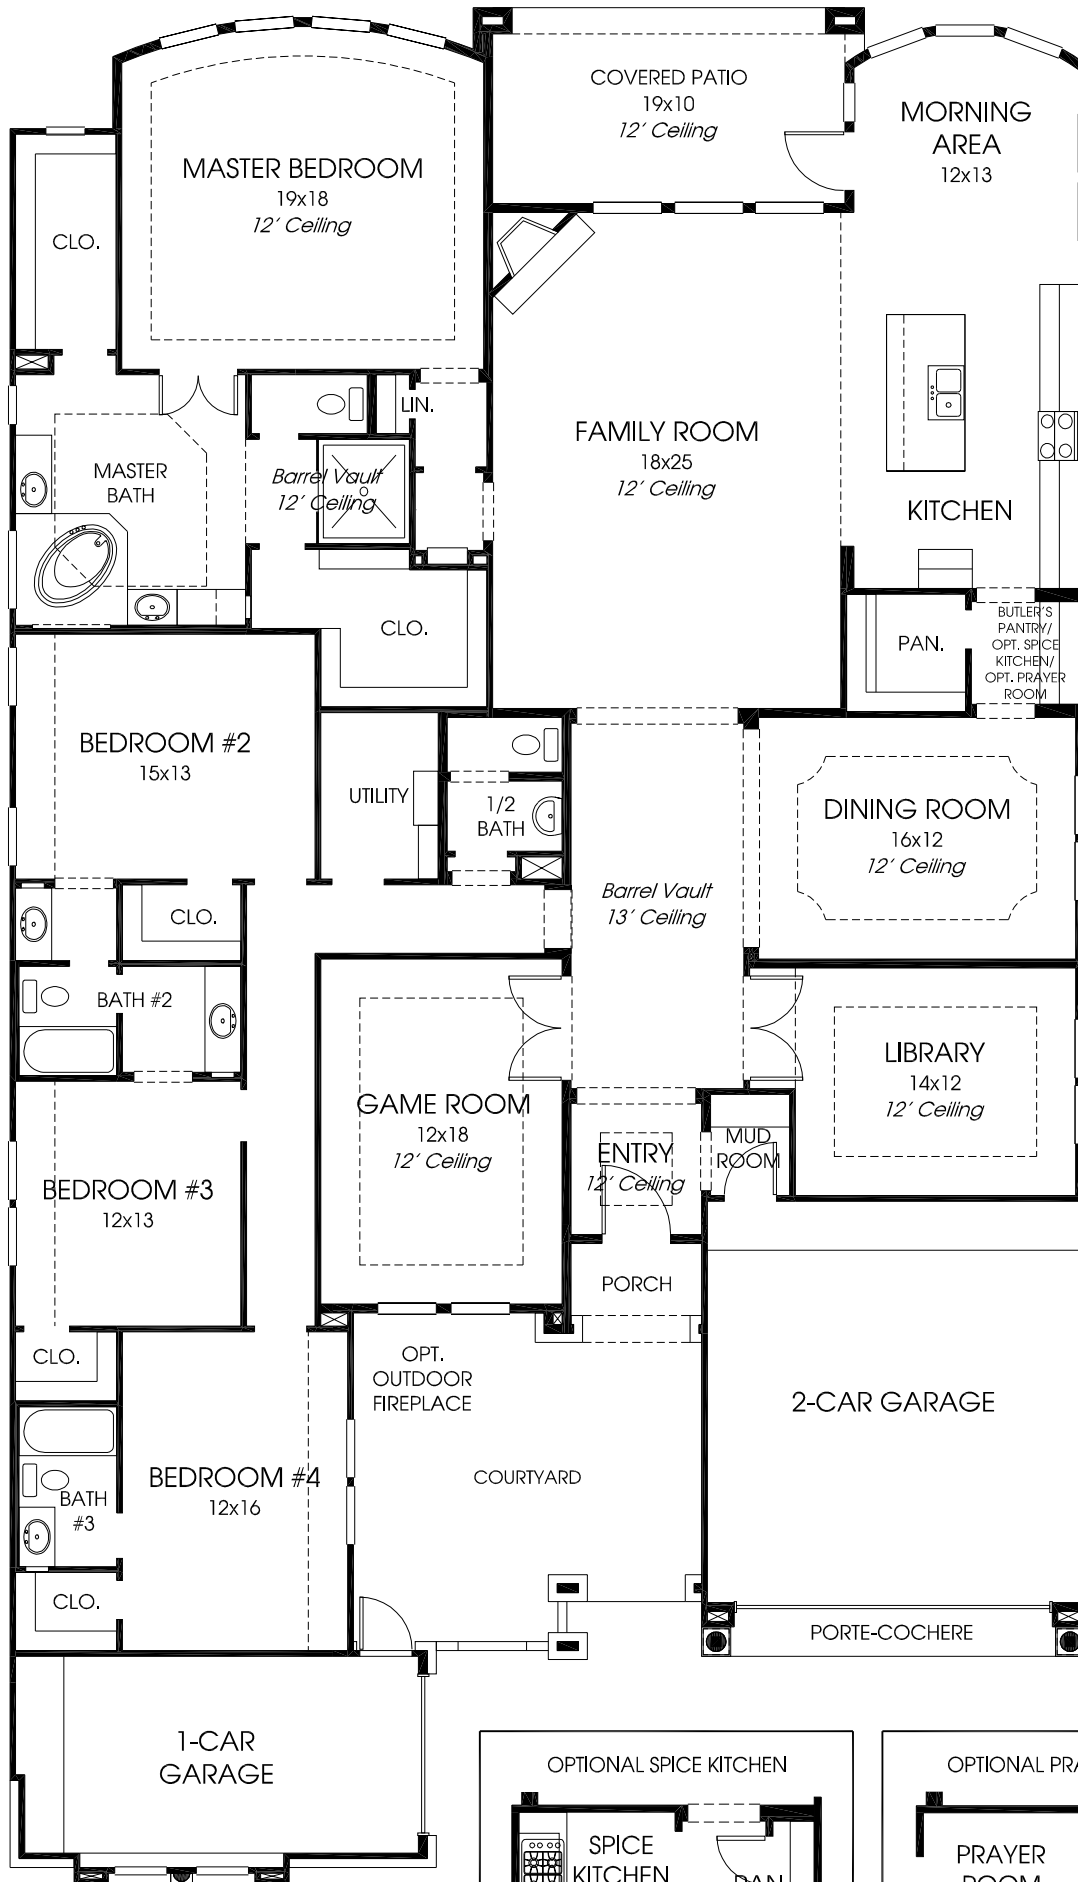 COVERED PATIO
19x10
12' Ceiling
MORNING
AREA
12x13
MASTER BEDROOM
19x18
12' Ceiling
CLO.
LIN.
FAMILY ROOM
18x25
12' Ceiling
MASTER
BATH
Barrel Vault
12' Ceiling
KITCHEN
CLO.
PAN.
BUTLER'S
PANTRY/
OPT. SPICE
KITCHEN/
OPT. PRAYER
ROOM
BEDROOM #2
15x13
UTILITY
1/2
BATH
DINING ROOM
16x12
12' Ceiling
Barrel Vault
13' Ceiling
CLO.
BATH #2
LIBRARY
14x12
12' Ceiling
GAME ROOM
12x18
12' Ceiling
ENTRY
12' Ceiling
MUD
ROOM
BEDROOM #3
12x13
PORCH
CLO.
OPT.
OUTDOOR
FIREPLACE
2-CAR GARAGE
BEDROOM #4
12x16
COURTYARD
BATH
#3
CLO.
PORTE-COCHERE
1-CAR
GARAGE
OPTIONAL SPICE KITCHEN
SPICE
KITCHEN
PAN.
OPTIONAL PRA
PRAYER
ROOM